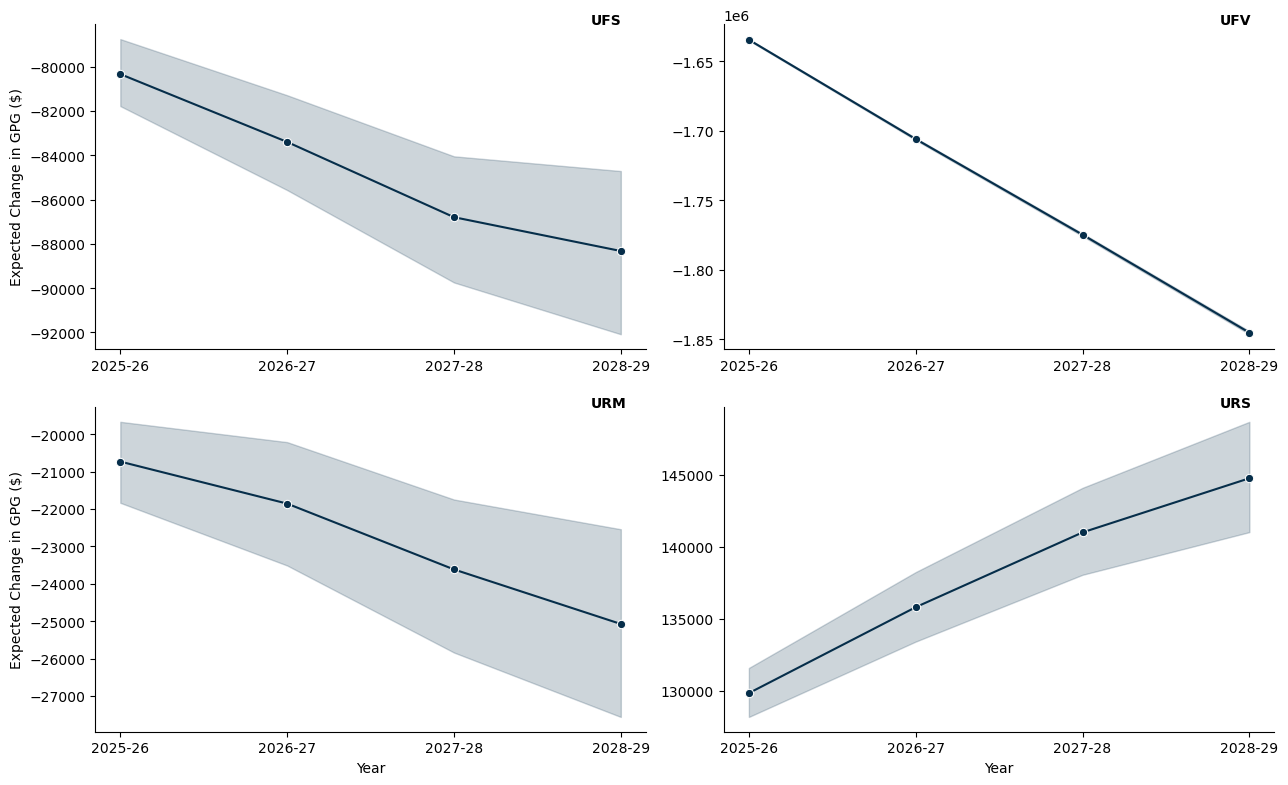 UFS
Expected Change in GPG ($)
−80000
−82000
−84000
−86000
−88000
−90000
−92000
2025-26 2026-27 2027-28 2028-29
1e6
UFV
−1.65
−1.70
−1.75
−1.80
−1.85
2025-26 2026-27 2027-28 2028-29
URM
Expected Change in GPG ($)
−20000
−21000
−22000
−23000
−24000
−25000
−26000
−27000
2025-26 2026-27 2027-28 2028-29
Year
URS
145000
140000
135000
130000
2025-26 2026-27 2027-28 2028-29
Year